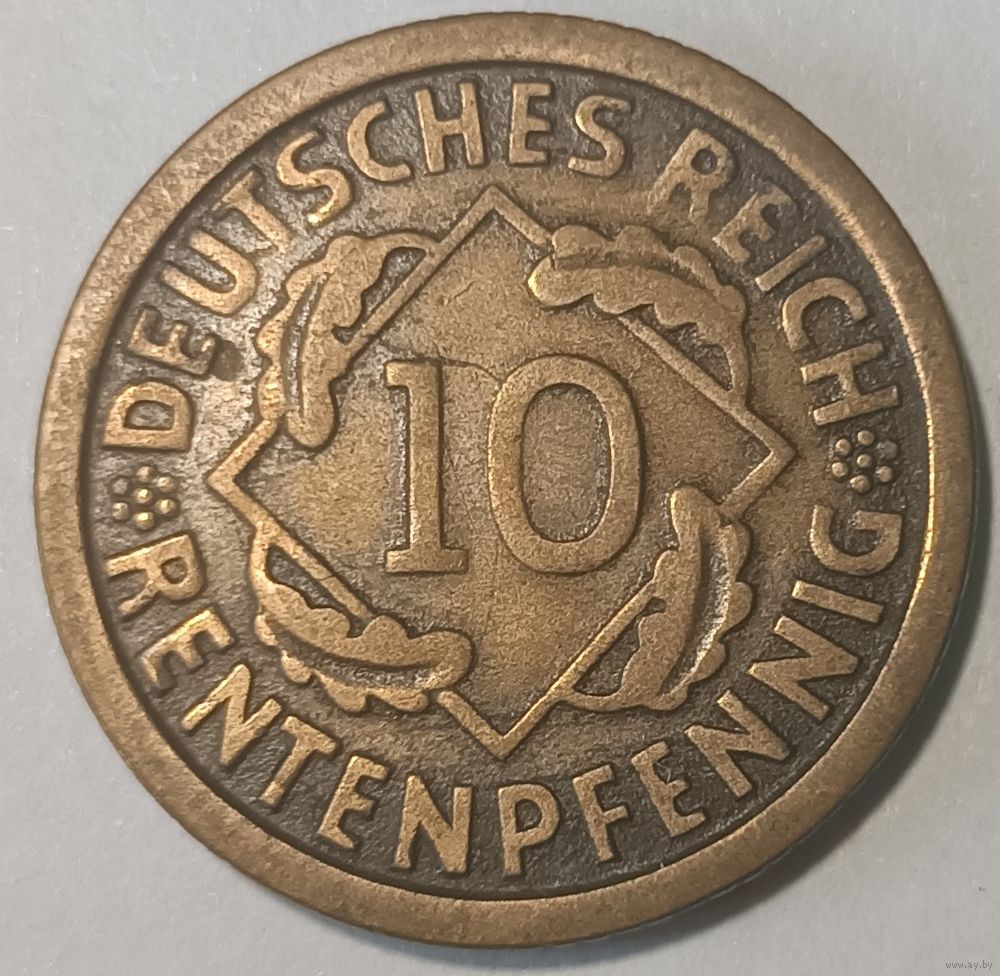 DEUTSCHES REICH
10
RENTENPFENNIG
www.ay.by